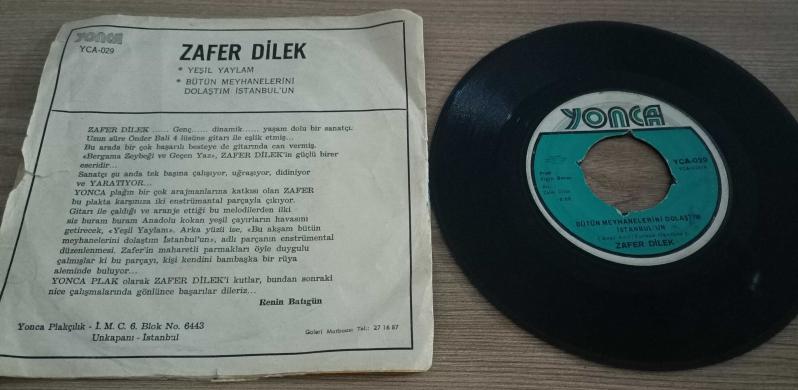 YONCA
YCA-029
ZAFER DİLEK
* YEŞİL YAYLAM
* BÜTÜN MEYHANELERİNİ
DOLAŞTIM İSTANBUL'UN
ZAFER DİLEK ...... Genç...... dinamik...... yaşam dolu bir sanatçı.
Uzun süre Önder Bali 4 lüsüne gitarı ile eşlik etmiş...
Bu arada bir çok başarılı besteye de gitarında can vermiş.
«Bergama Zeybeği ve Geçen Yaz», ZAFER DİLEK'in güçlü birer
eseridir...
Sanatçı şu anda tek başına çalışıyor, uğraşıyor, didiniyor
ve YARATIYOR...
YONCA plağın bir çok arajmanlarına katkısı olan ZAFER
bu plakta karşınıza iki enstrümantal parçayla çıkıyor.
Gitarı ile çaldığı ve aranje ettiği bu melodilerden ilki
siz buram buram Anadolu kokan yeşil çayırların havasını
getirecek, «Yeşil Yaylam». Arka yüzü ise, «Bu akşam bütün
meyhanelerini dolaştım İstanbul'un», adlı parçanın enstrümental
düzenlenmesi. Zafer'in maharetli parmakları öyle duygulu
çalmışlar ki bu parçayı, kişi kendini bambaşka bir rüya
aleminde buluyor...
YONCA PLAK olarak ZAFER DİLEK'i kutlar, bundan sonraki
nice çalışmalarında gönlünce başarılar dileriz...
Renin Batıgün
Yonca Plakçılık - İ. M. C. 6. Blok No. 6443
Unkapanı - İstanbul
Galeri Matbaası Tel.: 27 16 87
YONCA
YCA-029
BÜTÜN MEYHANELERİNİ DOLAŞTIM
İSTANBUL'UN
ZAFER DİLEK